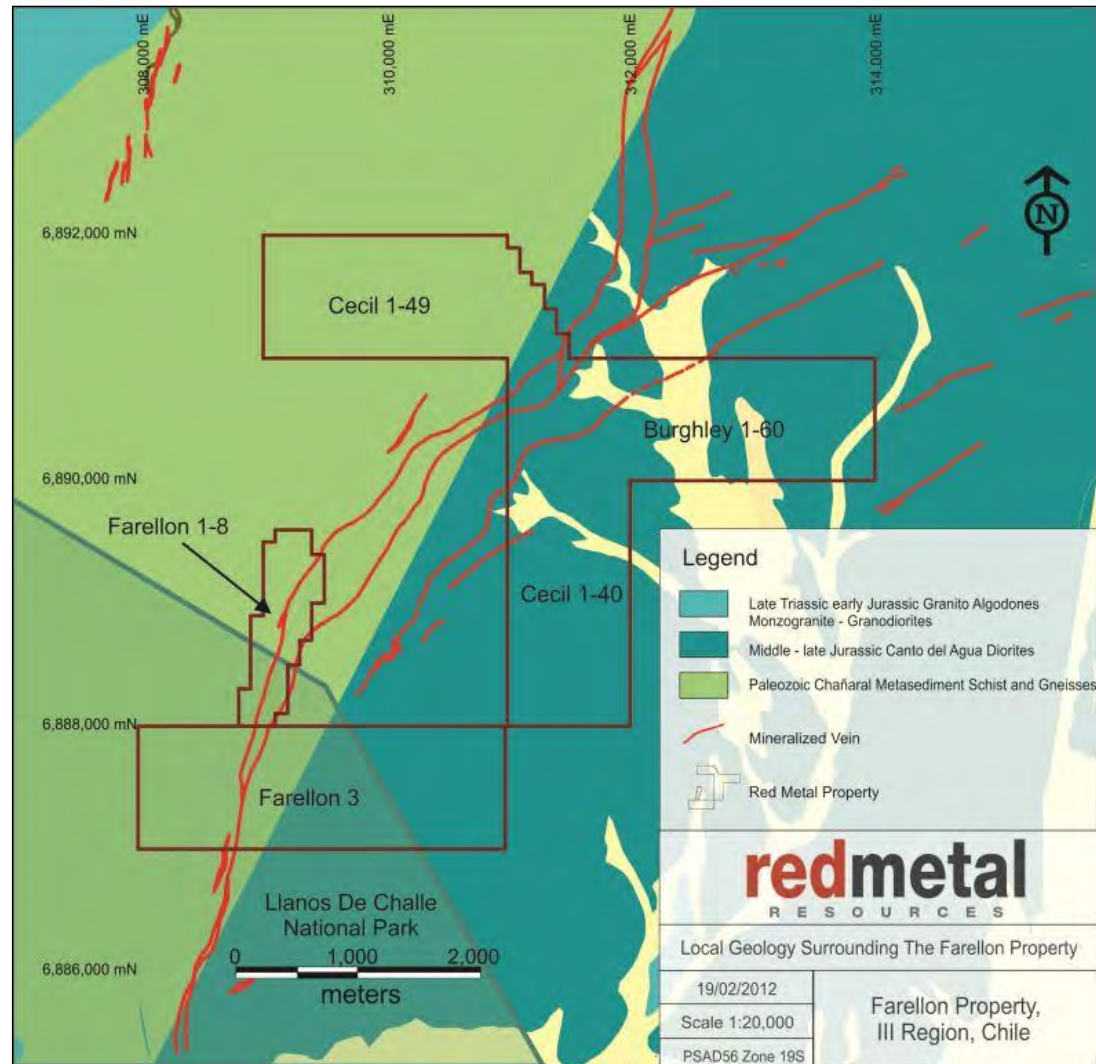 308,000 mE
310,000 mE
312,000 mE
314,000 mE
6,892,000 mN
N
Cecil 1-49
Burghley 1-60
6,890,000 mN
Farellon 1-8
Cecil 1-40
6,888,000 mN
Farellon 3
Llanos De Challe
National Park
0 1,000 2,000
meters
6,886,000 mN
Legend
Late Triassic early Jurassic Granito Algodones
Monzogranite - Granodiorites
Middle - late Jurassic Canto del Agua Diorites
Paleozoic Chañaral Metasediment Schist and Gneisses
Mineralized Vein
Red Metal Property
redmetal
RESOURCES
Local Geology Surrounding The Farellon Property
19/02/2012
Scale 1:20,000
PSAD56 Zone 19S
Farellon Property,
III Region, Chile